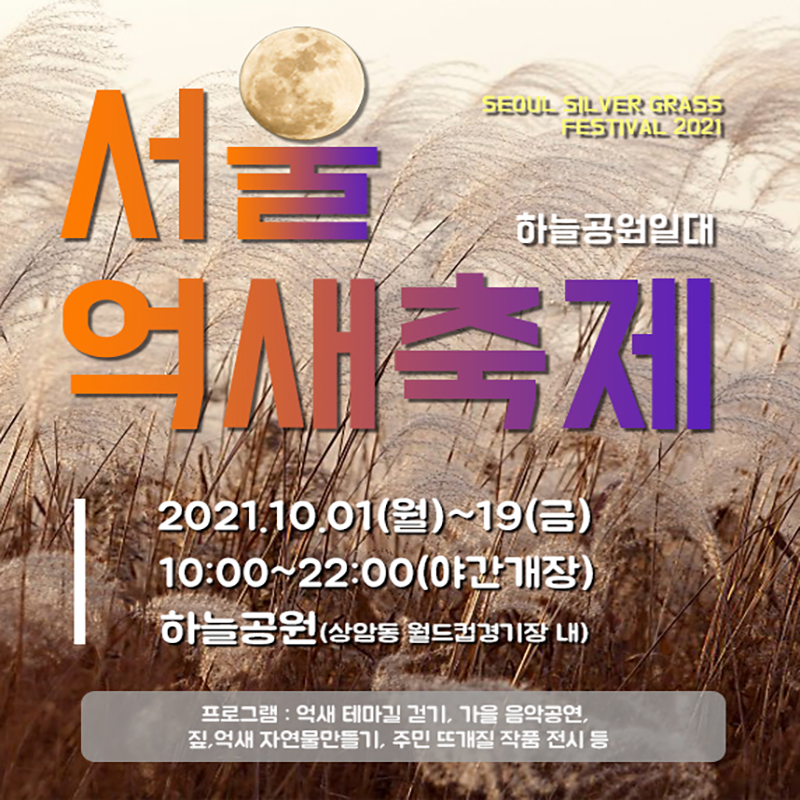 서울
SEOUL SILVER GRASS
FESTIVAL 2021
하늘공원일대
억새축제
2021.10.01(월)~19(금)
10:00~22:00(야간개장)
하늘공원(상암동 월드컵경기장 내)
프로그램 : 억새 테마길 걷기, 가을 음악공연,
짚,억새 자연물만들기, 주민 뜨개질 작품 전시 등